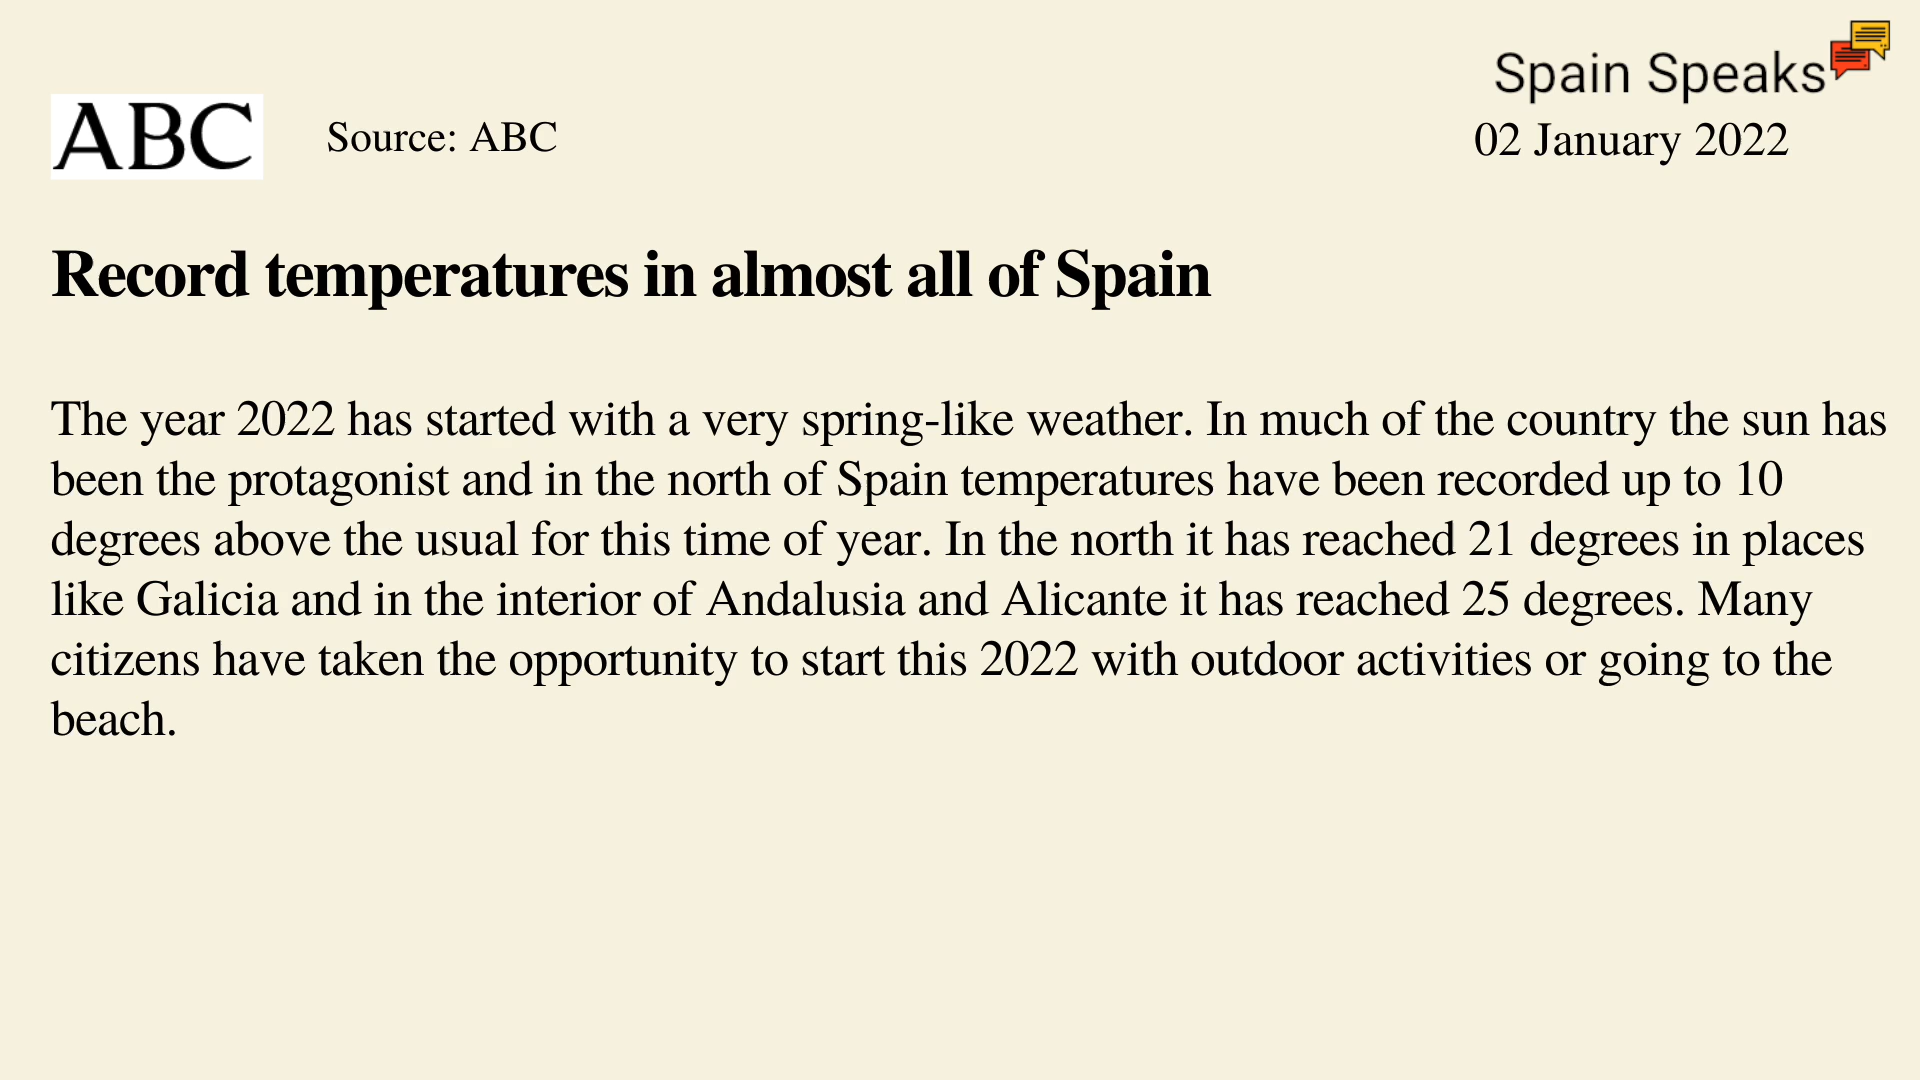 Spain Speaks
ABC
Source: ABC
02 January 2022
Record temperatures in almost all of Spain
The year 2022 has started with a very spring-like weather. In much of the country the sun has
been the protagonist and in the north of Spain temperatures have been recorded up to 10
degrees above the usual for this time of year. In the north it has reached 21 degrees in places
like Galicia and in the interior of Andalusia and Alicante it has reached 25 degrees. Many
citizens have taken the opportunity to start this 2022 with outdoor activities or going to the
beach.